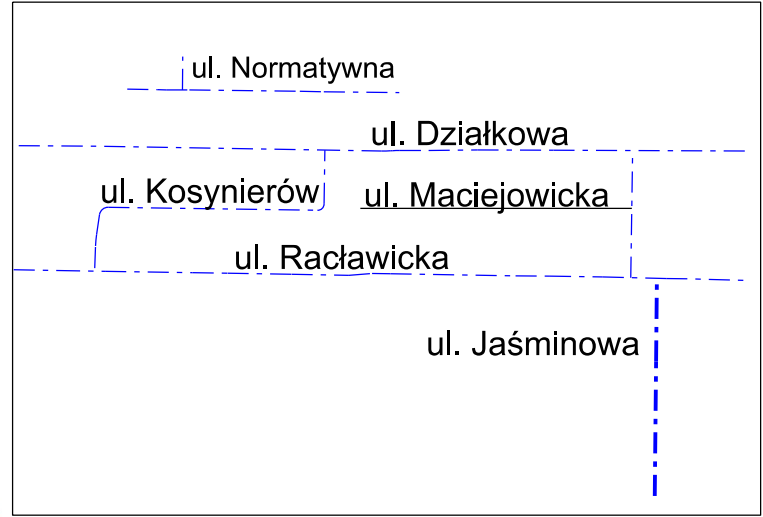 ul. Normatywna
ul. Działkowa
ul. Kosynierów
ul. Maciejowicka
ul. Racławicka
ul. Jaśminowa